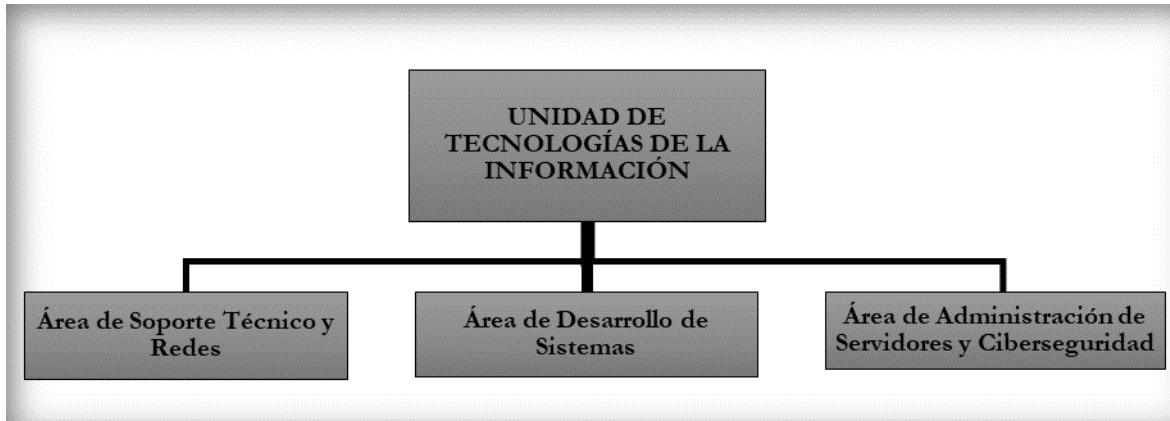 UNIDAD DE
TECNOLOGÍAS DE LA
INFORMACIÓN
Área de Soporte Técnico y
Redes
Área de Desarrollo de
Sistemas
Área de Administración de
Servidores y Ciberseguridad